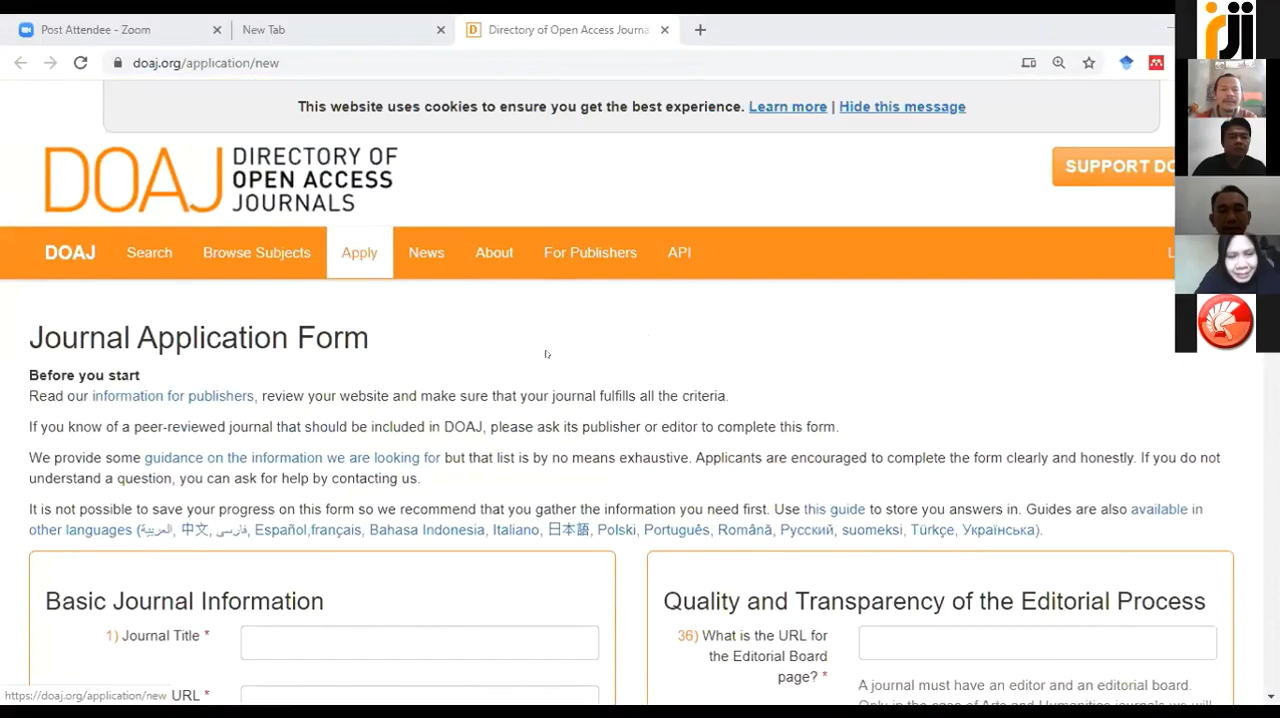 Post Attendee - Zoom
New Tab
Directory of Open Access Journa
doaj.org/application/new
This website uses cookies to ensure you get the best experience. Learn more | Hide this message
DOAJ
DIRECTORY OF
OPEN ACCESS
JOURNALS
SUPPORT DO
DOAJ Search Browse Subjects Apply News About For Publishers API L
Journal Application Form
Before you start
Read our information for publishers, review your website and make sure that your journal fulfills all the criteria.
If you know of a peer-reviewed journal that should be included in DOAJ, please ask its publisher or editor to complete this form.
We provide some guidance on the information we are looking for but that list is by no means exhaustive. Applicants are encouraged to complete the form clearly and honestly. If you do not
understand a question, you can ask for help by contacting us.
It is not possible to save your progress on this form so we recommend that you gather the information you need first. Use this guide to store you answers in. Guides are also available in
other languages (العربية, 中文, فارسی, Español,français, Bahasa Indonesia, Italiano, 日本語, Polski, Português, Română, Русский, suomeksi, Türkçe, Українська).
Basic Journal Information
1) Journal Title *
URL *
Quality and Transparency of the Editorial Process
36) What is the URL for
the Editorial Board
page? *
A journal must have an editor and an editorial board.
Only in the case of Arts and Humanities journals we will
https://doaj.org/application/new
rji